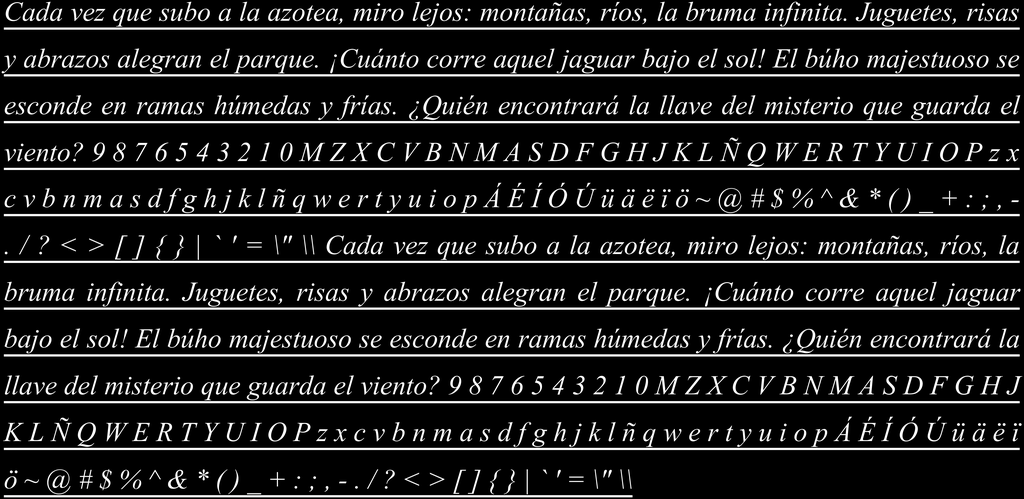 Cada vez que subo a la azotea, miro lejos: montañas, ríos, la bruma infinita. Juguetes, risas
y abrazos alegran el parque. ¡Cuánto corre aquel jaguar bajo el sol! El búho majestuoso se
esconde en ramas húmedas y frías. ¿Quién encontrará la llave del misterio que guarda el
viento? 9 8 7 6 5 4 3 2 1 0 M Z X C V B N M A S D F G H J K L Ñ Q W E R T Y U I O P z x
c v b n m a s d f g h j k l ñ q w e r t y u i o p Á É Í Ó Ú ü ä ë ï ö ~ @ # $ % ^ & * ( ) _ + : ; , -
. / ? < > [ ] { } | ` ' = \" \\ Cada vez que subo a la azotea, miro lejos: montañas, ríos, la
bruma infinita. Juguetes, risas y abrazos alegran el parque. ¡Cuánto corre aquel jaguar
bajo el sol! El búho majestuoso se esconde en ramas húmedas y frías. ¿Quién encontrará la
llave del misterio que guarda el viento? 9 8 7 6 5 4 3 2 1 0 M Z X C V B N M A S D F G H J
K L Ñ Q W E R T Y U I O P z x c v b n m a s d f g h j k l ñ q w e r t y u i o p Á É Í Ó Ú ü ä ë ï
ö ~ @ # $ % ^ & * ( ) _ + : ; , - . / ? < > [ ] { } | ` ' = \" \\